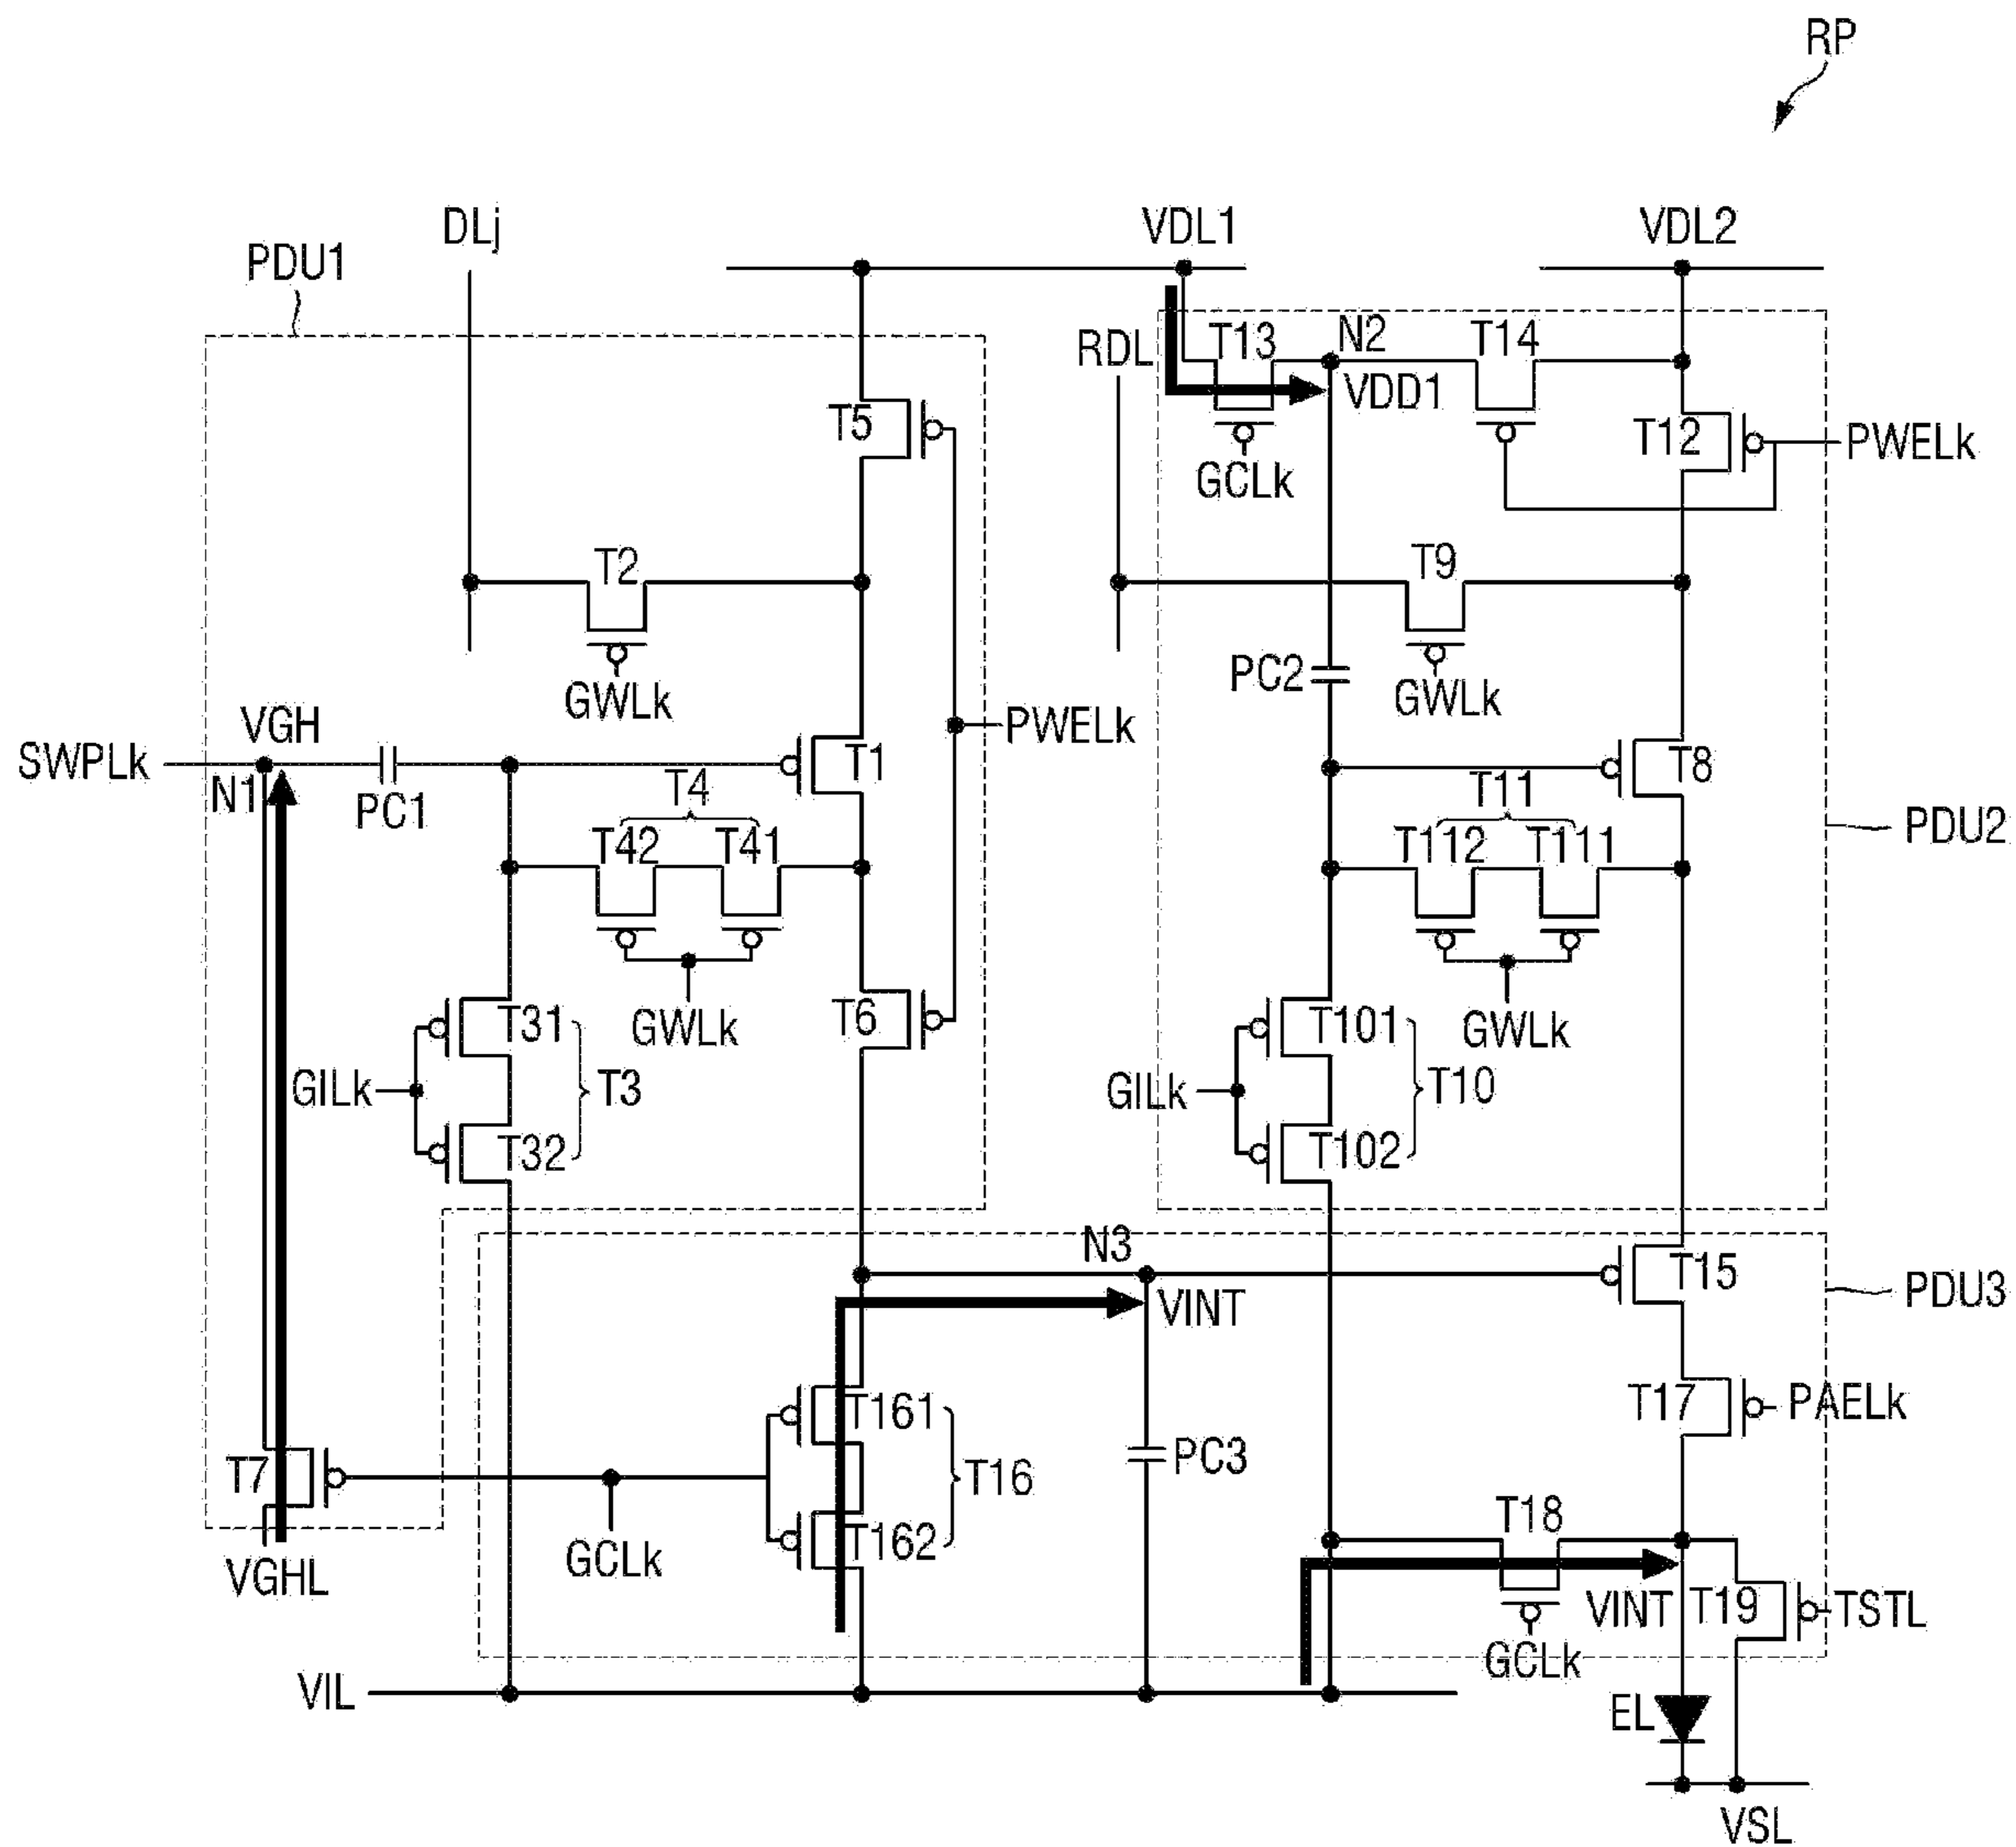 RP
DLj
VDL1
VDL2
PDU1
RDL
T13
N2
T14
VDD1
T5
T12
PWELk
GCLk
T2
T9
GWLk
PC2
GWLk
VGH
PWELk
SWPLk
T1
T8
N1
PC1
T4
T11
T42
T41
T112
T111
PDU2
T31
T6
T101
GWLk
GWLk
GILk
T3
GILk
T10
T32
T102
N3
T15
PDU3
VINT
T161
T17
PAELk
T7
T16
PC3
T18
T162
GCLk
VGHL
VINT
T19
TSTL
GCLk
VIL
EL
VSL